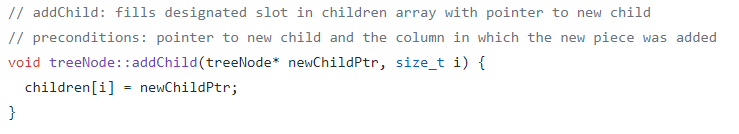 // addChild: fills designated slot in children array with pointer to new child
// preconditions: pointer to new child and the column in which the new piece was added
void treeNode::addChild(treeNode* newChildPtr, size_t i) {
  children[i] = newChildPtr;
}